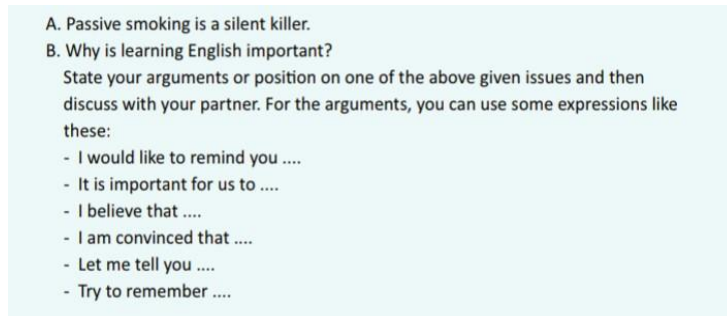 A. Passive smoking is a silent killer.
B. Why is learning English important?
State your arguments or position on one of the above given issues and then
discuss with your partner. For the arguments, you can use some expressions like
these:
- I would like to remind you ....
- It is important for us to ....
- I believe that ....
- I am convinced that ....
- Let me tell you ....
- Try to remember ....